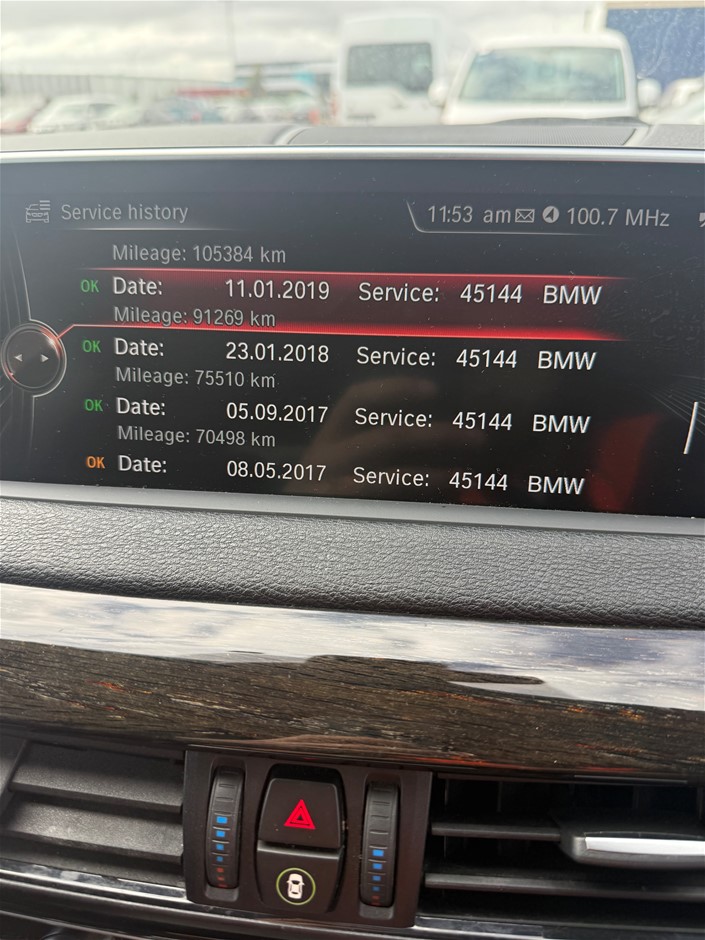 Service history
11:53 am 100.7 MHz
Mileage: 105384 km
OK Date: 11.01.2019 Service: 45144 BMW
Mileage: 91269 km
OK Date: 23.01.2018 Service: 45144 BMW
Mileage: 75510 km
OK Date: 05.09.2017 Service: 45144 BMW
Mileage: 70498 km
OK Date: 08.05.2017 Service: 45144 BMW